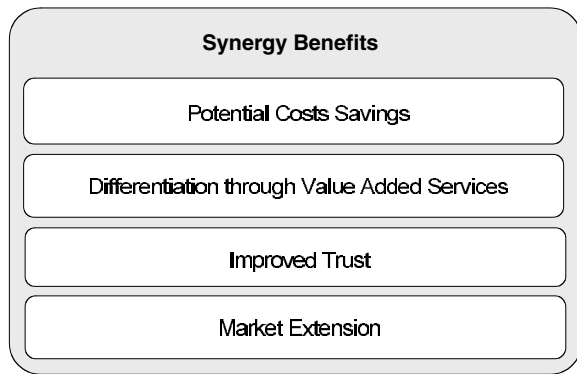 Synergy Benefits
Potential Costs Savings
Differentiation through Value Added Services
Improved Trust
Market Extension